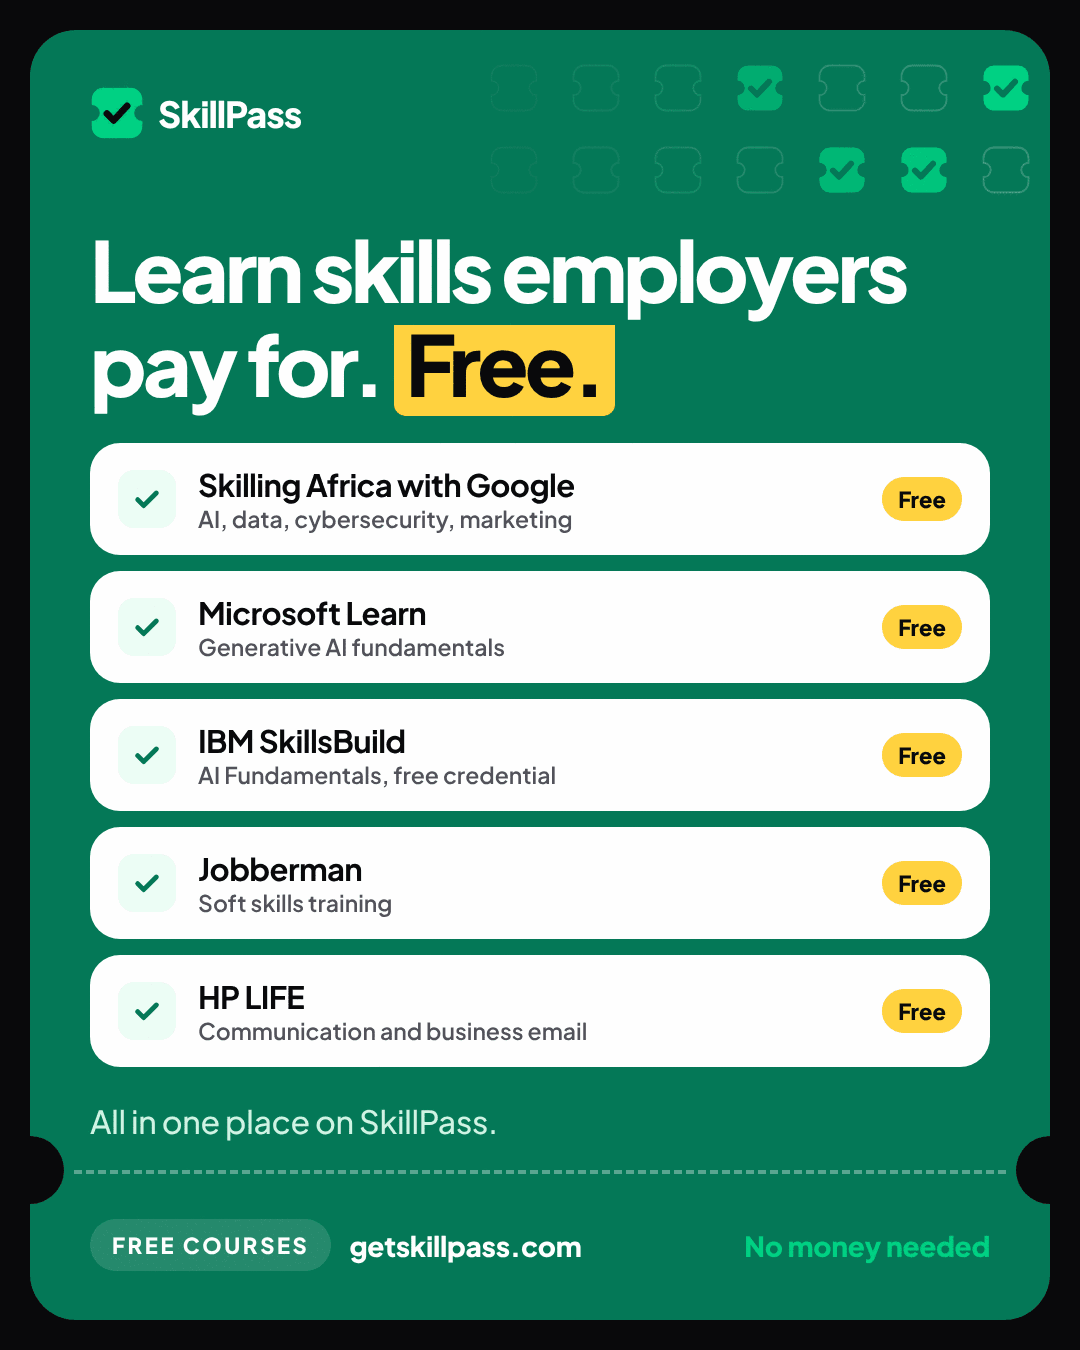 SkillPass
Learn skills employers
pay for. Free.
Skilling Africa with Google
AI, data, cybersecurity, marketing
Free
Microsoft Learn
Generative AI fundamentals
Free
IBM SkillsBuild
AI Fundamentals, free credential
Free
Jobberman
Soft skills training
Free
HP LIFE
Communication and business email
Free
All in one place on SkillPass.
FREE COURSES
getskillpass.com
No money needed